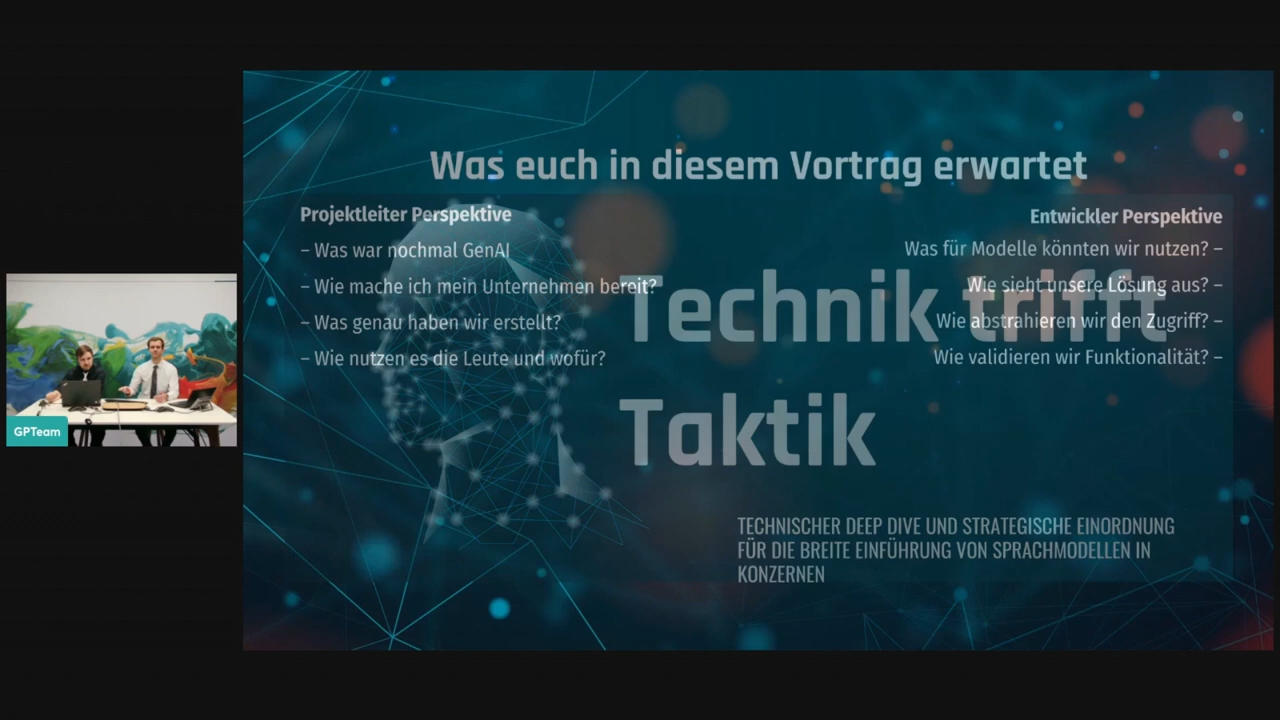 Was euch in diesem Vortrag erwartet
Projektleiter Perspektive
– Was war nochmal GenAI
– Wie mache ich mein Unternehmen bereit?
– Was genau haben wir erstellt?
– Wie nutzen es die Leute und wofür?
Entwickler Perspektive
Was für Modelle könnten wir nutzen? –
Wie sieht unsere Lösung aus? –
Wie abstrahieren wir den Zugriff? –
Wie validieren wir Funktionalität? –
Technik trifft
Taktik
TECHNISCHER DEEP DIVE UND STRATEGISCHE EINORDNUNG
FÜR DIE BREITE EINFÜHRUNG VON SPRACHMODELLEN IN
KONZERNEN
GPTeam